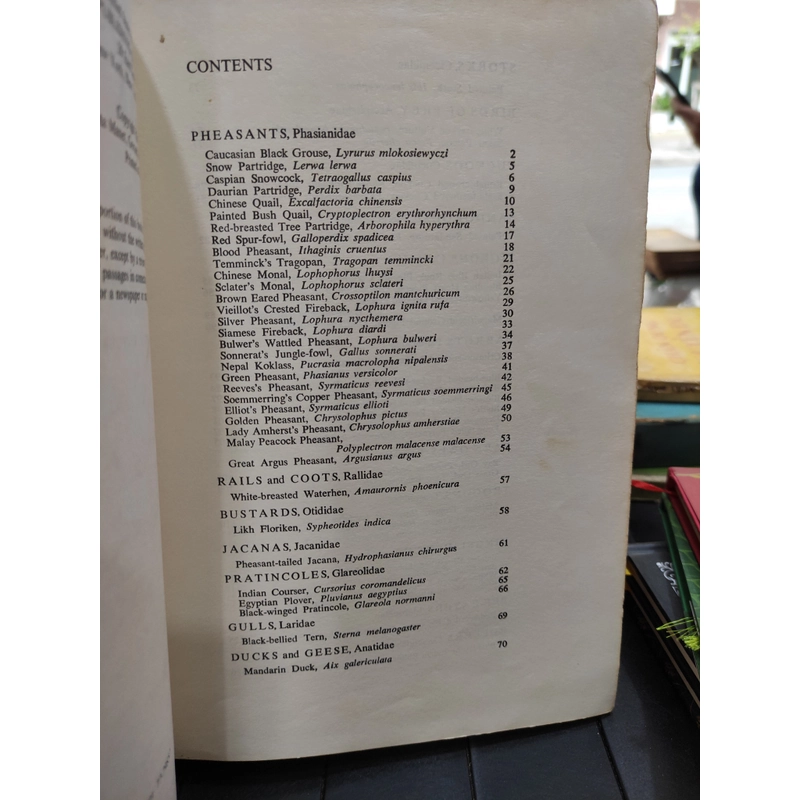 CONTENTS
PHEASANTS, Phasianidae
Caucasian Black Grouse, Lyrurus mlokosiewyczi 2
Snow Partridge, Lerwa lerwa 5
Caspian Snowcock, Tetraogallus caspius 6
Daurian Partridge, Perdix barbata 9
Chinese Quail, Excalfactoria chinensis 10
Painted Bush Quail, Cryptoplectron erythrorhynchum 13
Red-breasted Tree Partridge, Arborophila hyperythra 14
Red Spur-fowl, Galloperdix spadicea 17
Blood Pheasant, Ithaginis cruentus 18
Temminck's Tragopan, Tragopan temmincki 21
Chinese Monal, Lophophorus lhuysi 22
Sclater's Monal, Lophophorus sclateri 25
Brown Eared Pheasant, Crossoptilon mantchuricum 26
Vieillot's Crested Fireback, Lophura ignita rufa 29
Silver Pheasant, Lophura nycthemera 30
Siamese Fireback, Lophura diardi 33
Bulwer's Wattled Pheasant, Lophura bulweri 34
Sonnerat's Jungle-fowl, Gallus sonnerati 37
Nepal Koklass, Pucrasia macrolopha nipalensis 38
Green Pheasant, Phasianus versicolor 41
Reeves's Pheasant, Syrmaticus reevesi 42
Soemmerring's Copper Pheasant, Syrmaticus soemmerringi 45
Elliot's Pheasant, Syrmaticus ellioti 46
Golden Pheasant, Chrysolophus pictus 49
Lady Amherst's Pheasant, Chrysolophus amherstiae 50
Malay Peacock Pheasant,
Polyplectron malacense malacense 53
Great Argus Pheasant, Argusianus argus 54
RAILS and COOTS, Rallidae
White-breasted Waterhen, Amaurornis phoenicura 57
BUSTARDS, Otididae
Likh Floriken, Sypheotides indica 58
JACANAS, Jacanidae
Pheasant-tailed Jacana, Hydrophasianus chirurgus 61
PRATINCOLES, Glareolidae
Indian Courser, Cursorius coromandelicus 62
Egyptian Plover, Pluvianus aegyptius 65
Black-winged Pratincole, Glareola normanni 66
GULLS, Laridae
Black-bellied Tern, Sterna melanogaster 69
DUCKS and GEESE, Anatidae
Mandarin Duck, Aix galericulata 70